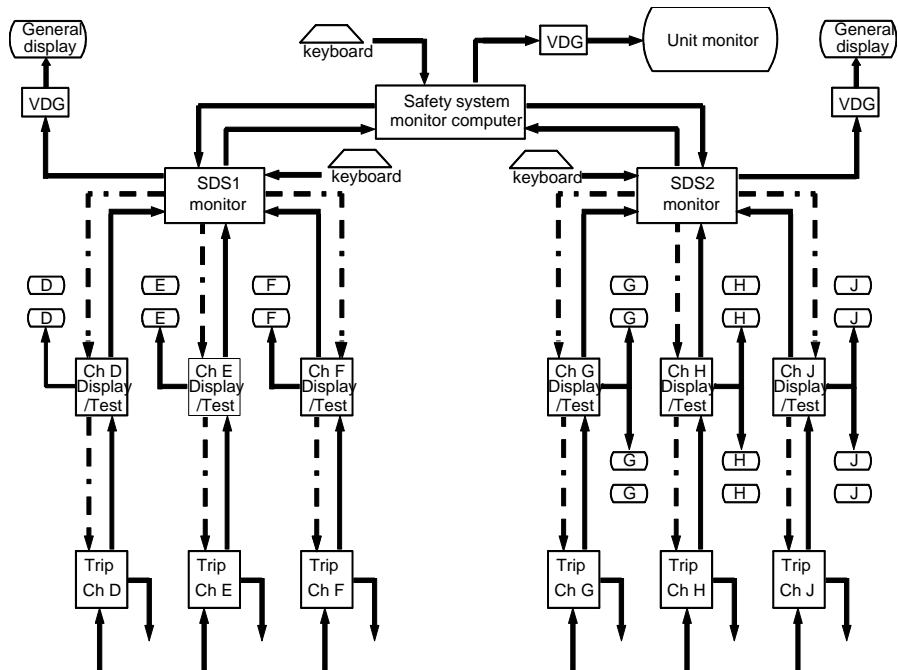 General
display
keyboard
VDG
Unit monitor
General
display
VDG
Safety system
monitor computer
VDG
keyboard
keyboard
SDS1
monitor
SDS2
monitor
D
E
F
G
H
J
D
E
F
G
H
J
Ch D
Display
/Test
Ch E
Display
/Test
Ch F
Display
/Test
Ch G
Display
/Test
Ch H
Display
/Test
Ch J
Display
/Test
G
H
J
G
H
J
Trip
Ch D
Trip
Ch E
Trip
Ch F
Trip
Ch G
Trip
Ch H
Trip
Ch J